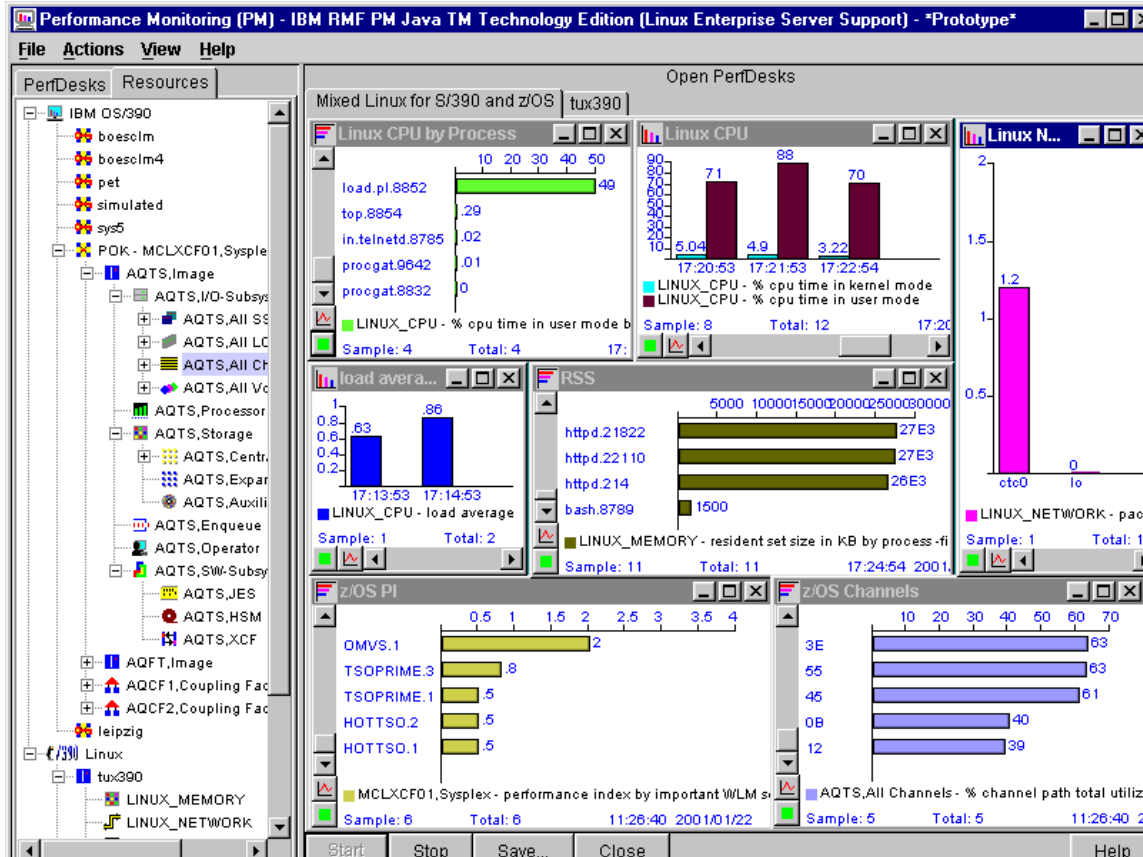 Performance Monitoring (PM) - IBM RMF PM Java TM Technology Edition (Linux Enterprise Server Support) - *Prototype*
File Actions View Help
PerfDesks Resources
IBM OS/390
boesclm
boesclm4
pet
simulated
sys5
POK - MCLXCF01,Sysple
AQTS,Image
AQTS,I/O-Subsys
AQTS,All SS
AQTS,All LC
AQTS,All Ch
AQTS,All Vo
AQTS,Processor
AQTS,Storage
AQTS,Centr
AQTS,Expar
AQTS,Auxili
AQTS,Enqueue
AQTS,Operator
AQTS,SW-Subsy
AQTS,JES
AQTS,HSM
AQTS,XCF
AQFT,Image
AQCF1,Coupling Fac
AQCF2,Coupling Fac
leipzig
Linux
tux390
LINUX_MEMORY
LINUX_NETWORK
Open PerfDesks
Mixed Linux for S/390 and z/OS tux390
Linux CPU by Process
10 20 30 40 50
load.pl.8852 49
top.8854 .29
in.telnetd.8785 .02
procgat.9642 .01
procgat.8832 0
LINUX_CPU - % cpu time in user mode b
Sample: 4 Total: 4 17:
Linux CPU
90
80
70
60
50
40
30
20
10
5.04 71 4.9 88 3.22 70
17:20:53 17:21:53 17:22:54
LINUX_CPU - % cpu time in kernel mode
LINUX_CPU - % cpu time in user mode
Sample: 8 Total: 12 17:20
Linux N...
2
1.5
1
0.5
1.2 0
ctc0 lo
LINUX_NETWORK - pac
Sample: 1 Total: 1
load avera...
1
0.8
0.6
0.4
0.2
.63 .86
17:13:53 17:14:53
LINUX_CPU - load average
Sample: 1 Total: 2
RSS
5000 10000 15000 20000 25000 30000
httpd.21822 27E3
httpd.22110 27E3
httpd.214 26E3
bash.8789 1500
LINUX_MEMORY - resident set size in KB by process -fi
Sample: 11 Total: 11 17:24:54 2001/
z/OS PI
0.5 1 1.5 2 2.5 3 3.5 4
OMVS.1 2
TSOPRIME.3 .8
TSOPRIME.1 .5
HOTTSO.2 .5
HOTTSO.1 .5
MCLXCF01,Sysplex - performance index by important WLM s
Sample: 6 Total: 6 11:26:40 2001/01/22
z/OS Channels
10 20 30 40 50 60 70
3E 63
55 63
45 61
0B 40
12 39
AQTS,All Channels - % channel path total utiliz
Sample: 5 Total: 5 11:26:40 2
Start Stop Save... Close Help